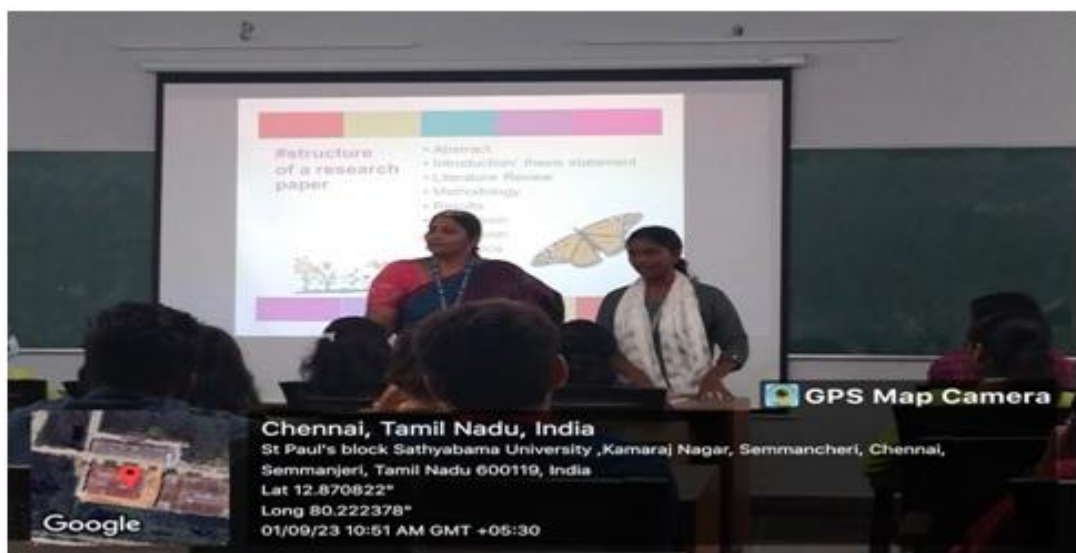 #structure
of a research
paper
• Abstract
• Introduction/ thesis statement
• Literature Review
• Methodology
• Results
GPS Map Camera
Chennai, Tamil Nadu, India
St Paul's block Sathyabama University ,Kamaraj Nagar, Semmancheri, Chennai,
Semmanjeri, Tamil Nadu 600119, India
Lat 12.870822°
Long 80.222378°
01/09/23 10:51 AM GMT +05:30
Google